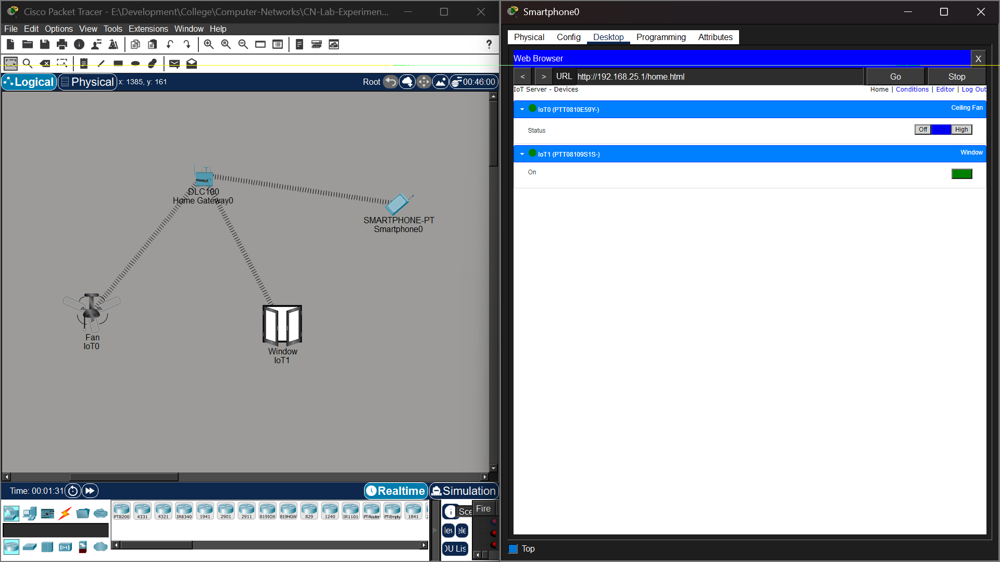 Cisco Packet Tracer - E:\Development\College\Computer-Networks\CN-Lab-Experimen...
File Edit Options View Tools Extensions Window Help
?
Logical Physical x: 1385, y: 161 Root 00:46:00
DLC100
Home Gateway0
SMARTPHONE-PT
Smartphone0
Fan
IoT0
Window
IoT1
Time: 00:01:31 Realtime Simulation
PT8200 4331 4321 IR8340 1941 2901 2911 819IOX 819HGW 829 1240 IR1101 PT-Router PT-Empty 1841
Sce Fire
OU Lis
Smartphone0
Physical Config Desktop Programming Attributes
Web Browser X
< > URL http://192.168.25.1/home.html Go Stop
IoT Server - Devices Home | Conditions | Editor | Log Out
IoT0 (PTT0810E59Y-) Ceiling Fan
Status Off High
IoT1 (PTT08109S1S-) Window
On
Top